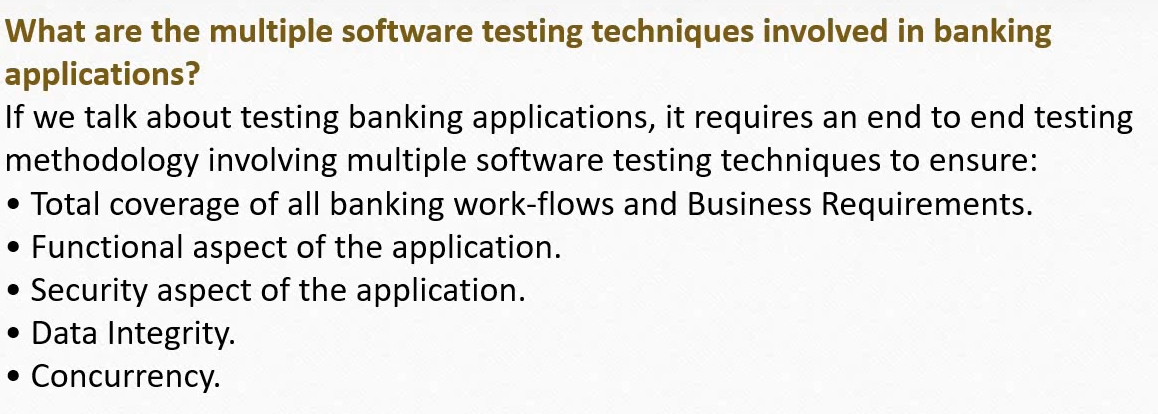 What are the multiple software testing techniques involved in banking
applications?
If we talk about testing banking applications, it requires an end to end testing
methodology involving multiple software testing techniques to ensure:
• Total coverage of all banking work-flows and Business Requirements.
• Functional aspect of the application.
• Security aspect of the application.
• Data Integrity.
• Concurrency.